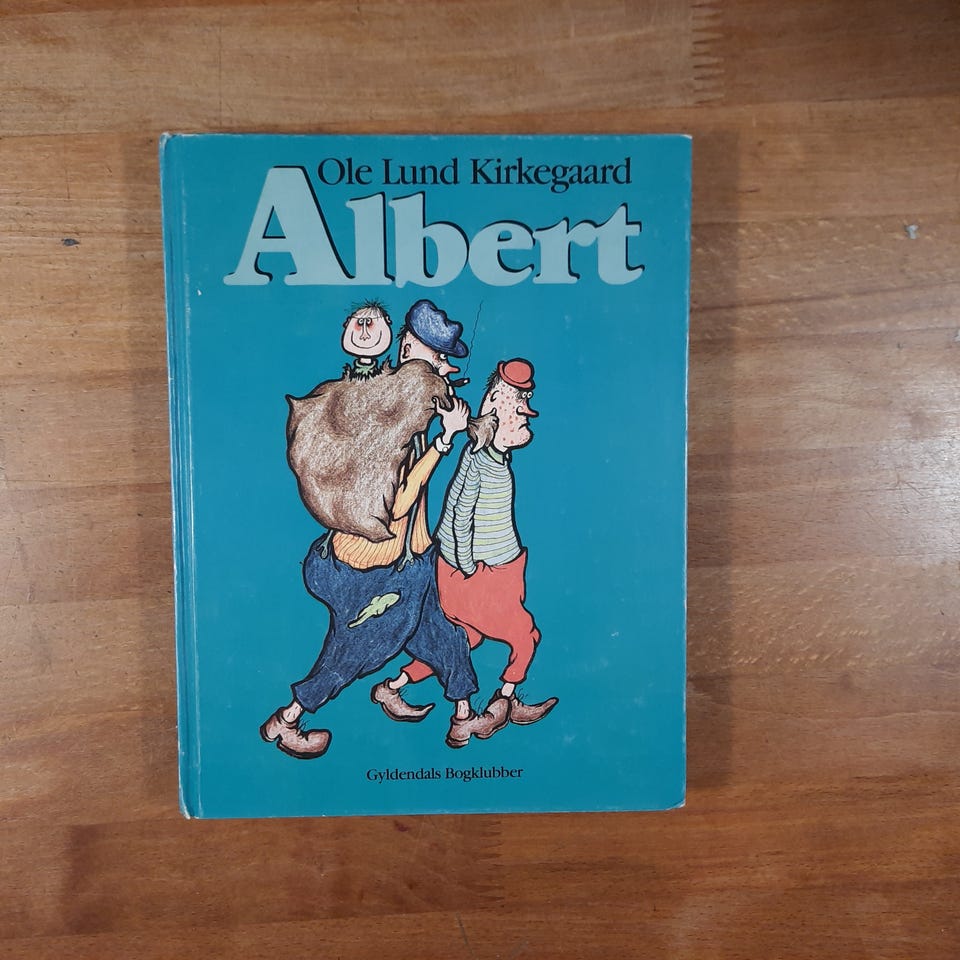 Ole Lund Kirkegaard
Albert
Gyldendals Bogklubber